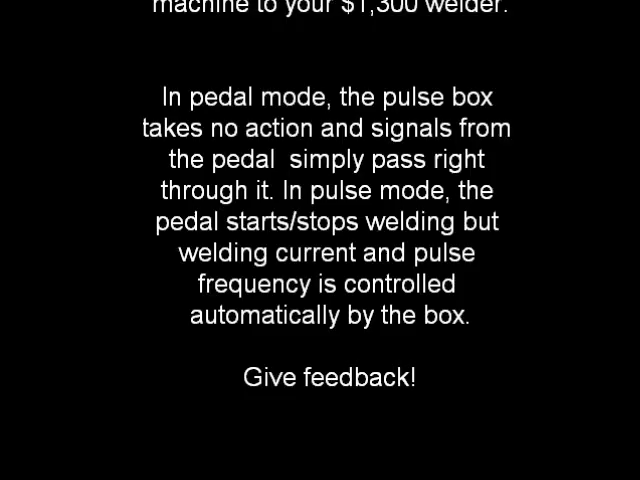 machine to your $1,300 welder.
In pedal mode, the pulse box
takes no action and signals from
the pedal  simply pass right
through it. In pulse mode, the
pedal starts/stops welding but
welding current and pulse
frequency is controlled
automatically by the box.
Give feedback!